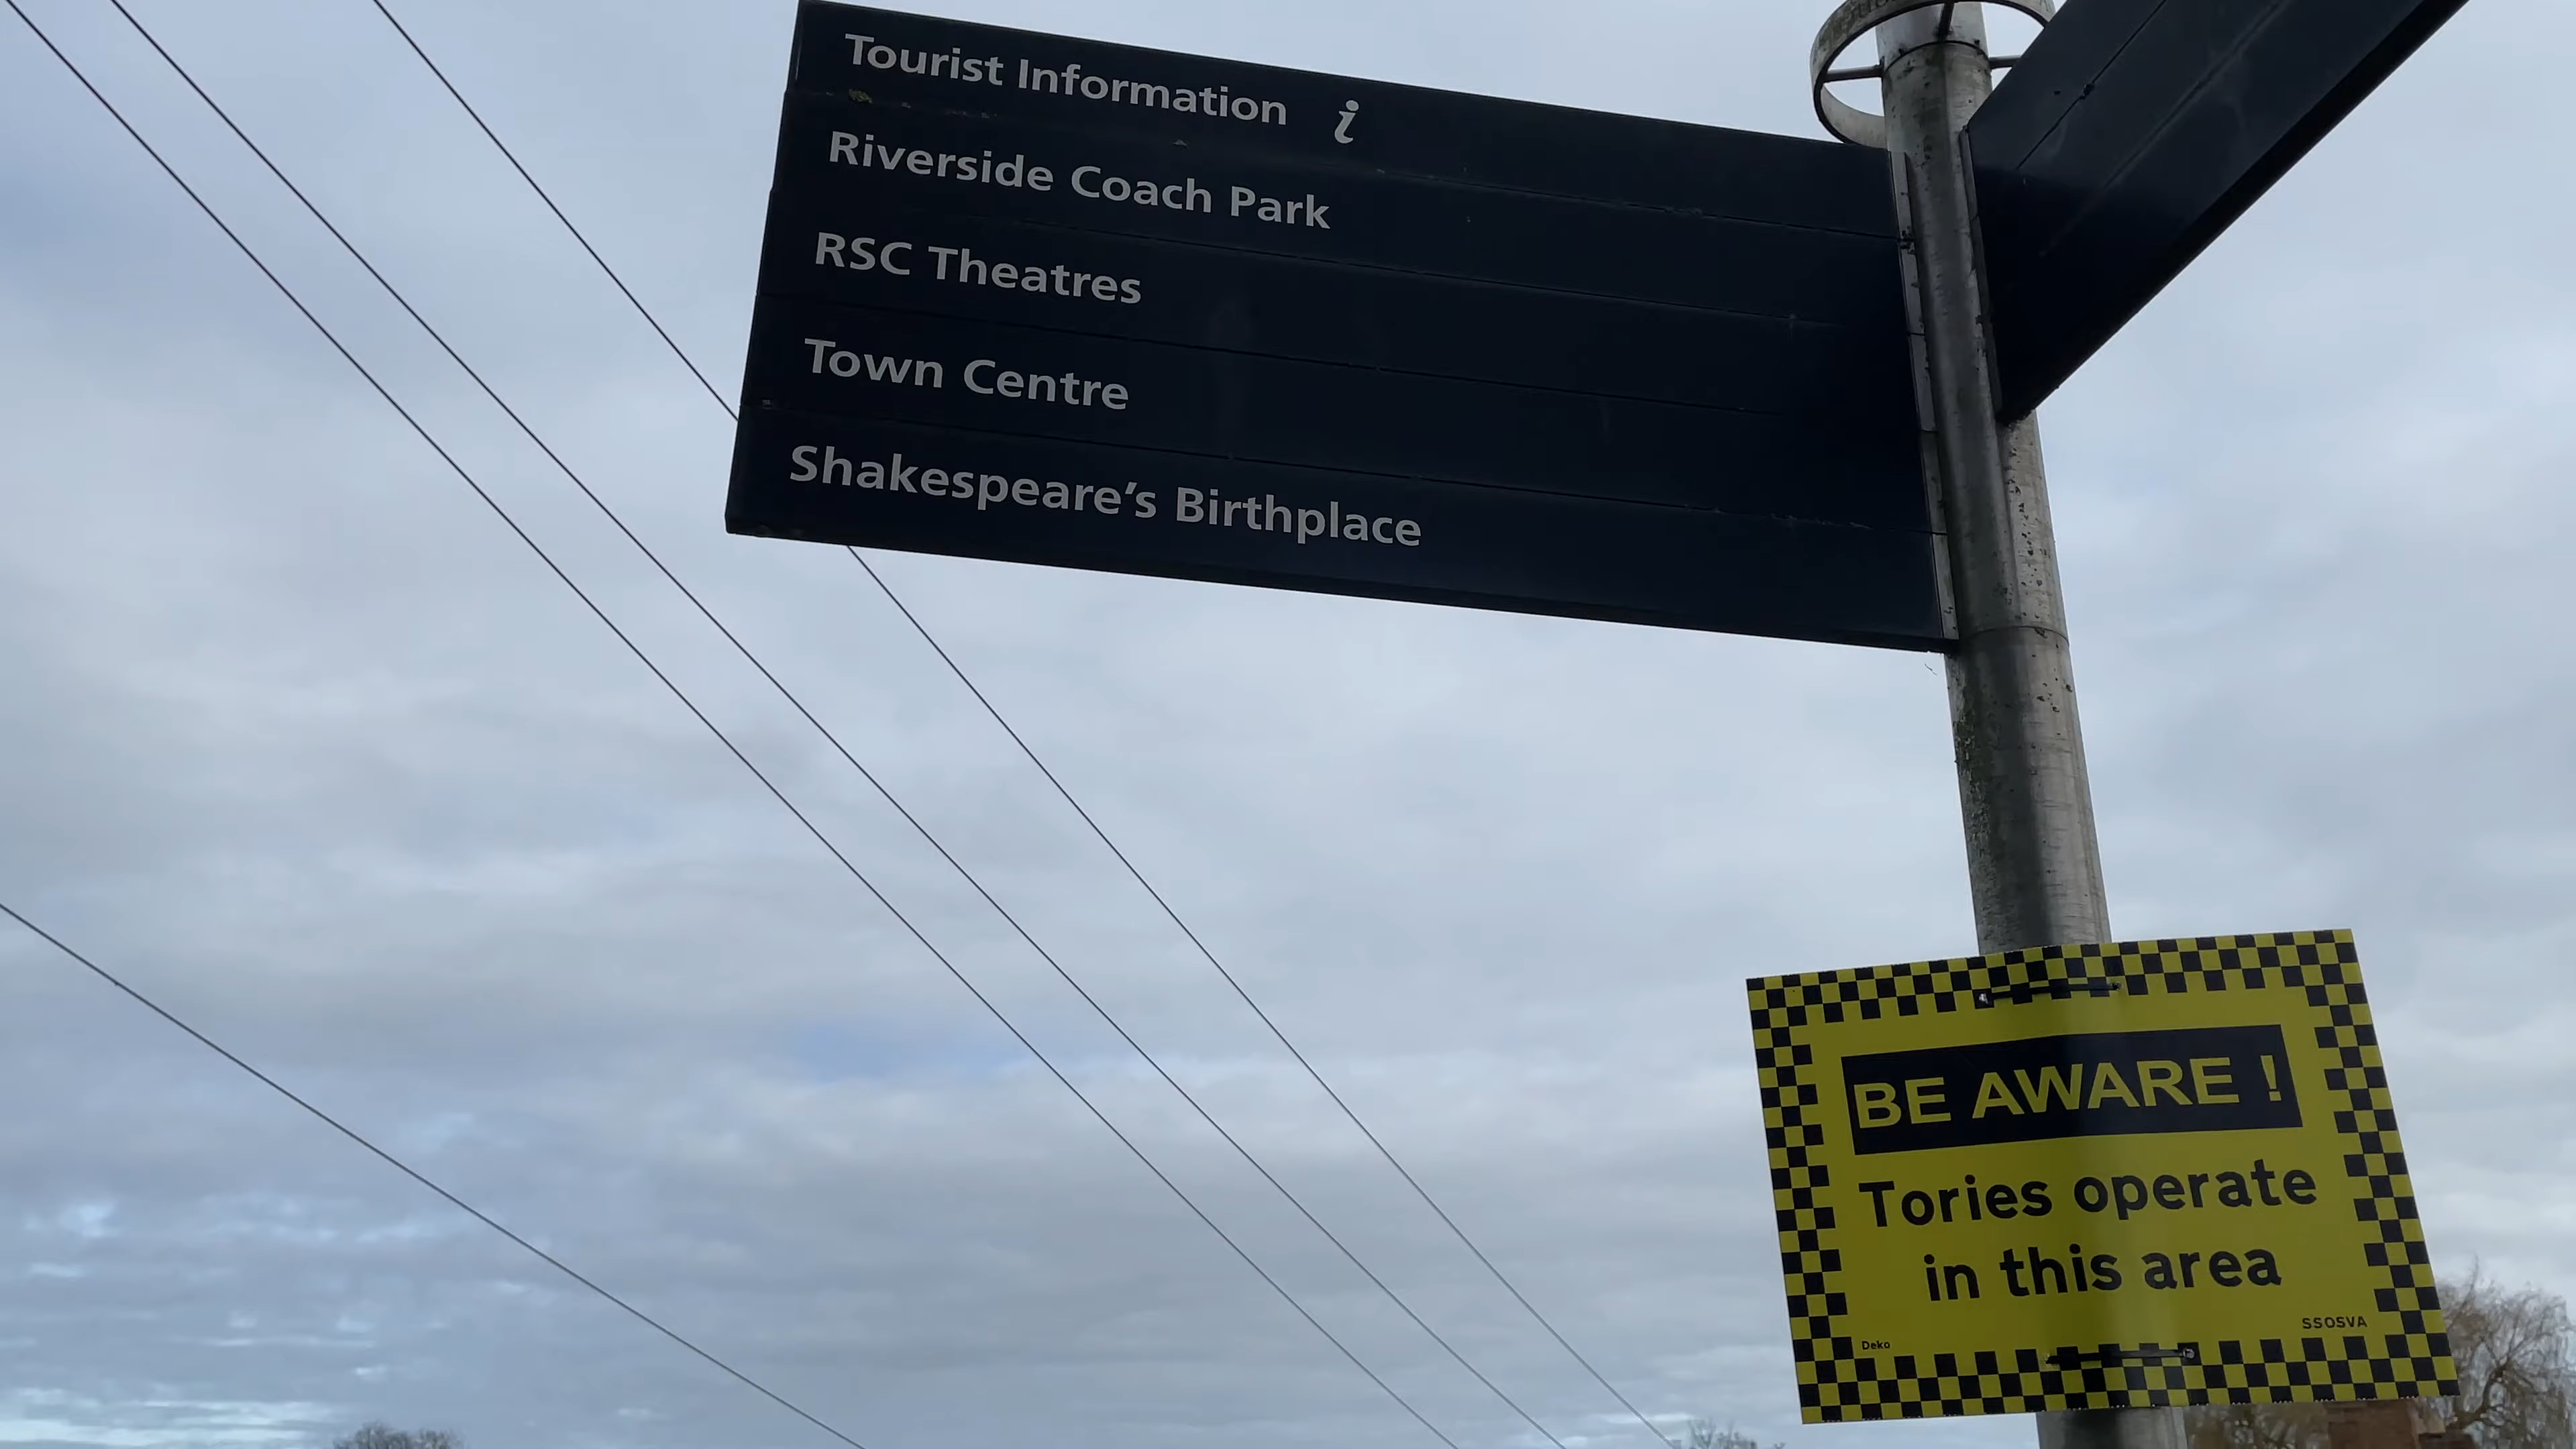 Tourist Information i
Riverside Coach Park
RSC Theatres
Town Centre
Shakespeare's Birthplace
BE AWARE !
Tories operate
in this area
SSOSVA
Deko